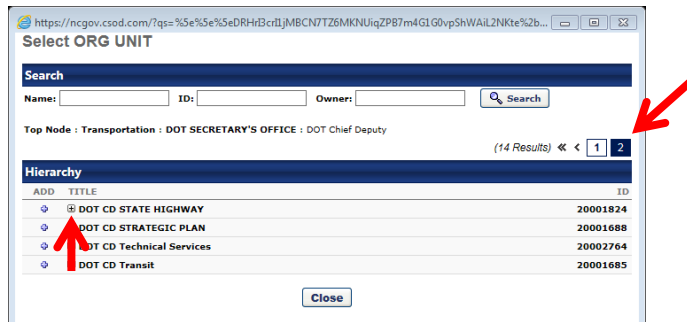 https://ncgov.csod.com/?qs=%5e%5e%5eDRHrI3crI1jMBCN7TZ6MKNUiqZPB7m4G1G0vpShWAiL2NKte%2b...
Select ORG UNIT
Search
Name: ID: Owner: Search
Top Node : Transportation : DOT SECRETARY'S OFFICE : DOT Chief Deputy
(14 Results) « < 1 2
Hierarchy
ADD TITLE ID
DOT CD STATE HIGHWAY 20001824
DOT CD STRATEGIC PLAN 20001688
DOT CD Technical Services 20002764
DOT CD Transit 20001685
Close